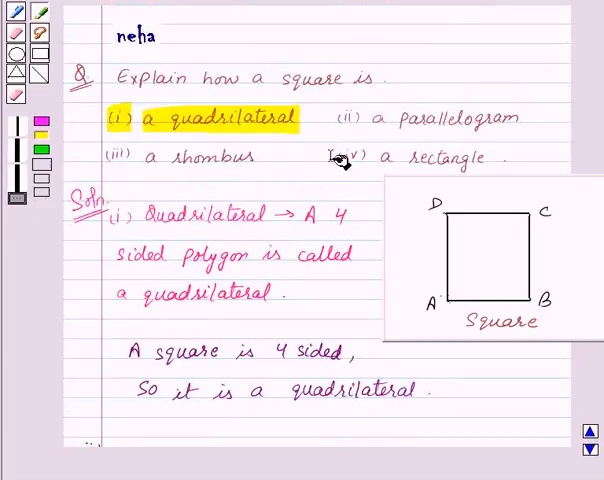 neha
Q. Explain how a square is.
(i) a quadrilateral (ii) a parallelogram
(iii) a rhombus (iv) a rectangle.
Soln. (i) Quadrilateral → A 4
sided polygon is called
a quadrilateral.
A square is 4 sided,
So it is a quadrilateral.
D C
A B
Square